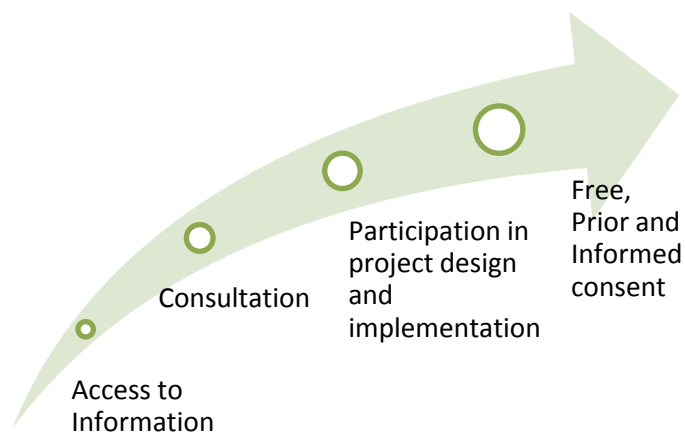 Access to
Information
Consultation
Participation in
project design
and
implementation
Free,
Prior and
Informed
consent